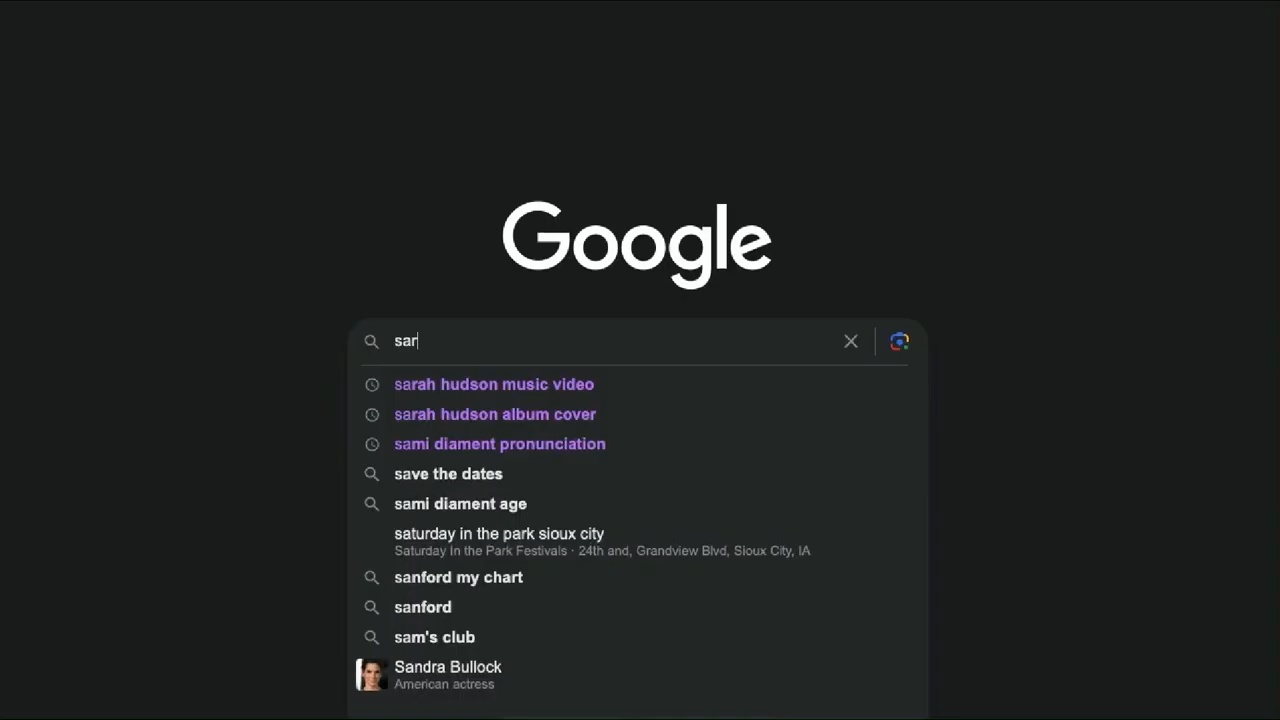 Google
sar
sarah hudson music video
sarah hudson album cover
sami diament pronunciation
save the dates
sami diament age
saturday in the park sioux city
Saturday In the Park Festivals · 24th and, Grandview Blvd, Sioux City, IA
sanford my chart
sanford
sam's club
Sandra Bullock
American actress